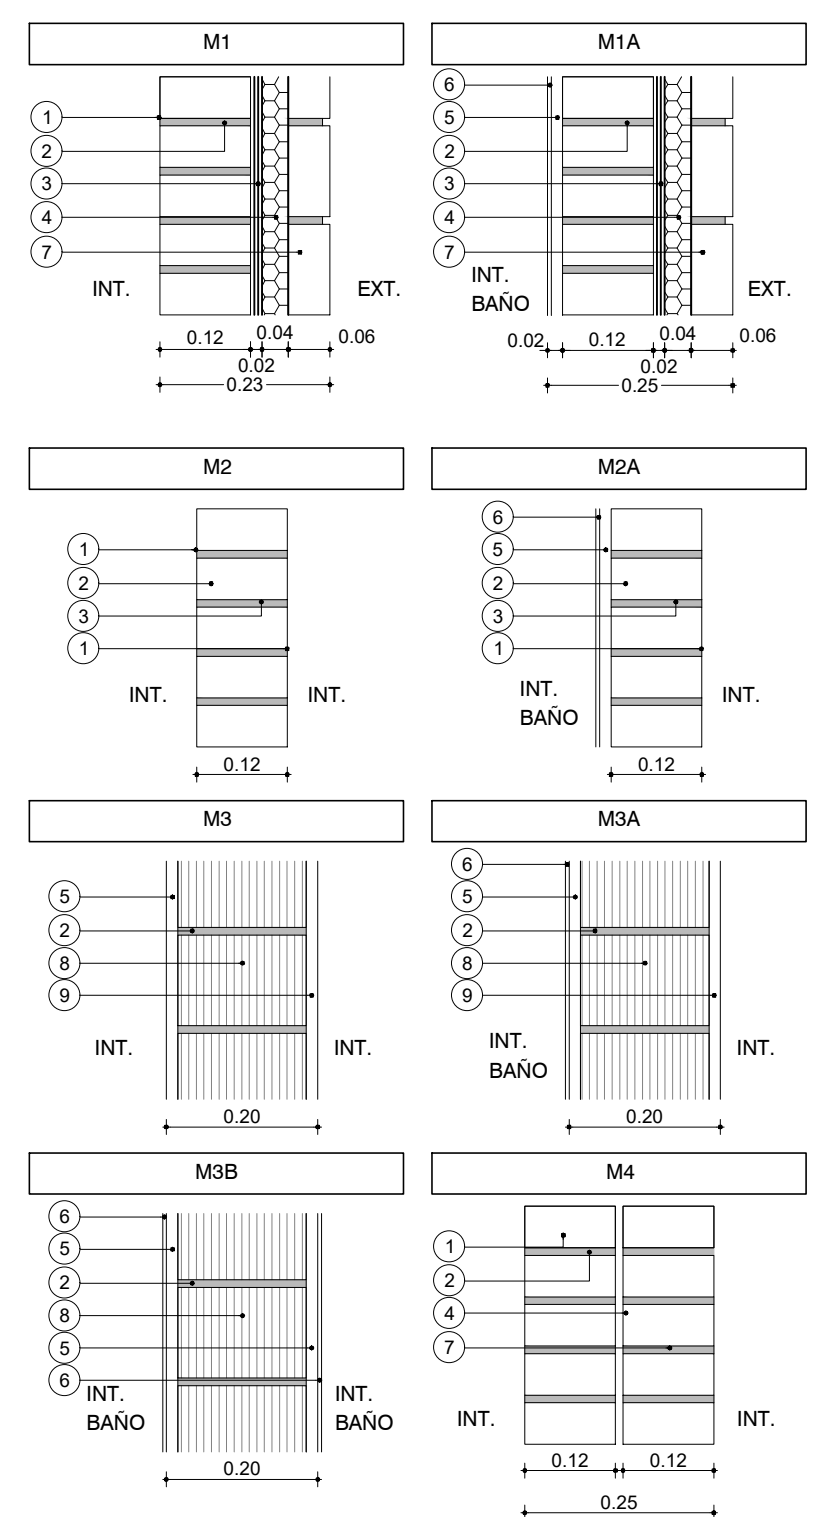 M1
1
2
3
4
7
INT.
EXT.
0.12
0.04
0.06
0.02
0.23
M1A
6
5
2
3
4
7
INT.
BAÑO
EXT.
0.02
0.12
0.04
0.06
0.02
0.25
M2
1
2
3
1
INT.
INT.
0.12
M2A
6
5
2
3
1
INT.
BAÑO
INT.
0.12
M3
5
2
8
9
INT.
INT.
0.20
M3A
6
5
2
8
9
INT.
BAÑO
INT.
0.20
M3B
6
5
2
8
5
6
INT.
BAÑO
INT.
BAÑO
0.20
M4
1
2
4
7
INT.
INT.
0.12
0.12
0.25